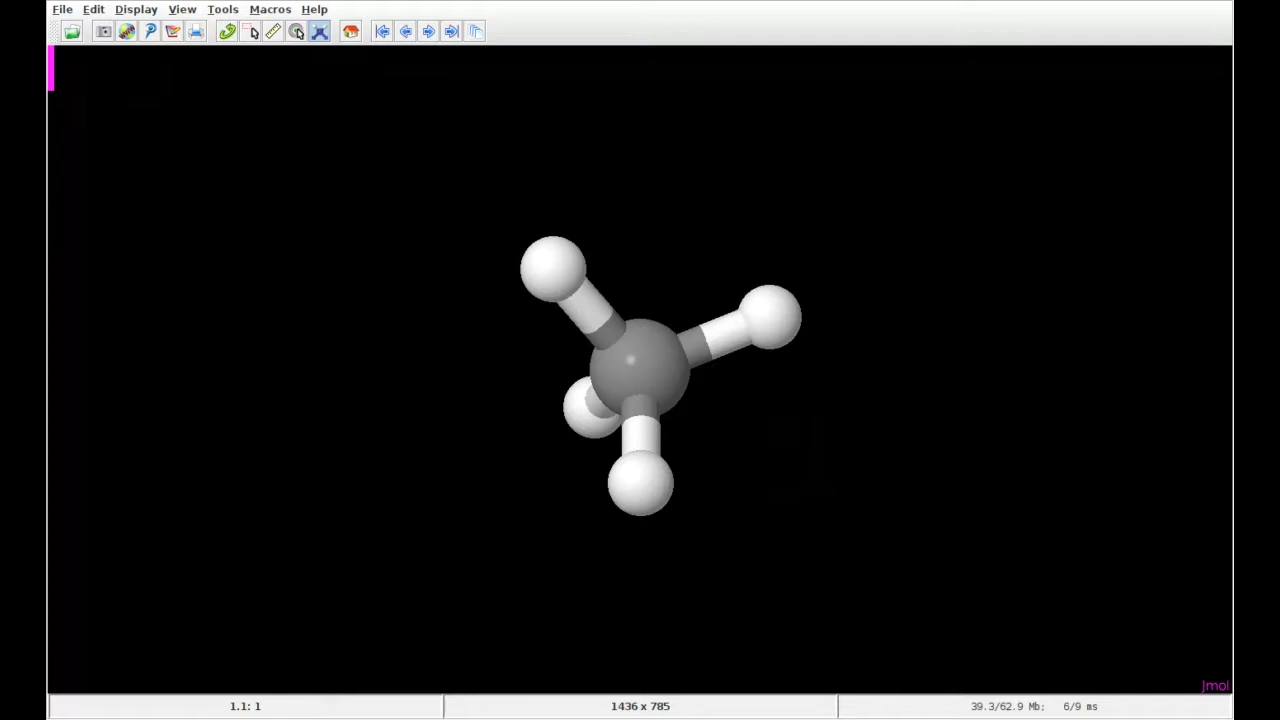 File Edit Display View Tools Macros Help
Jmol
1.1: 1 1436 x 785 39.3/62.9 Mb; 6/9 ms